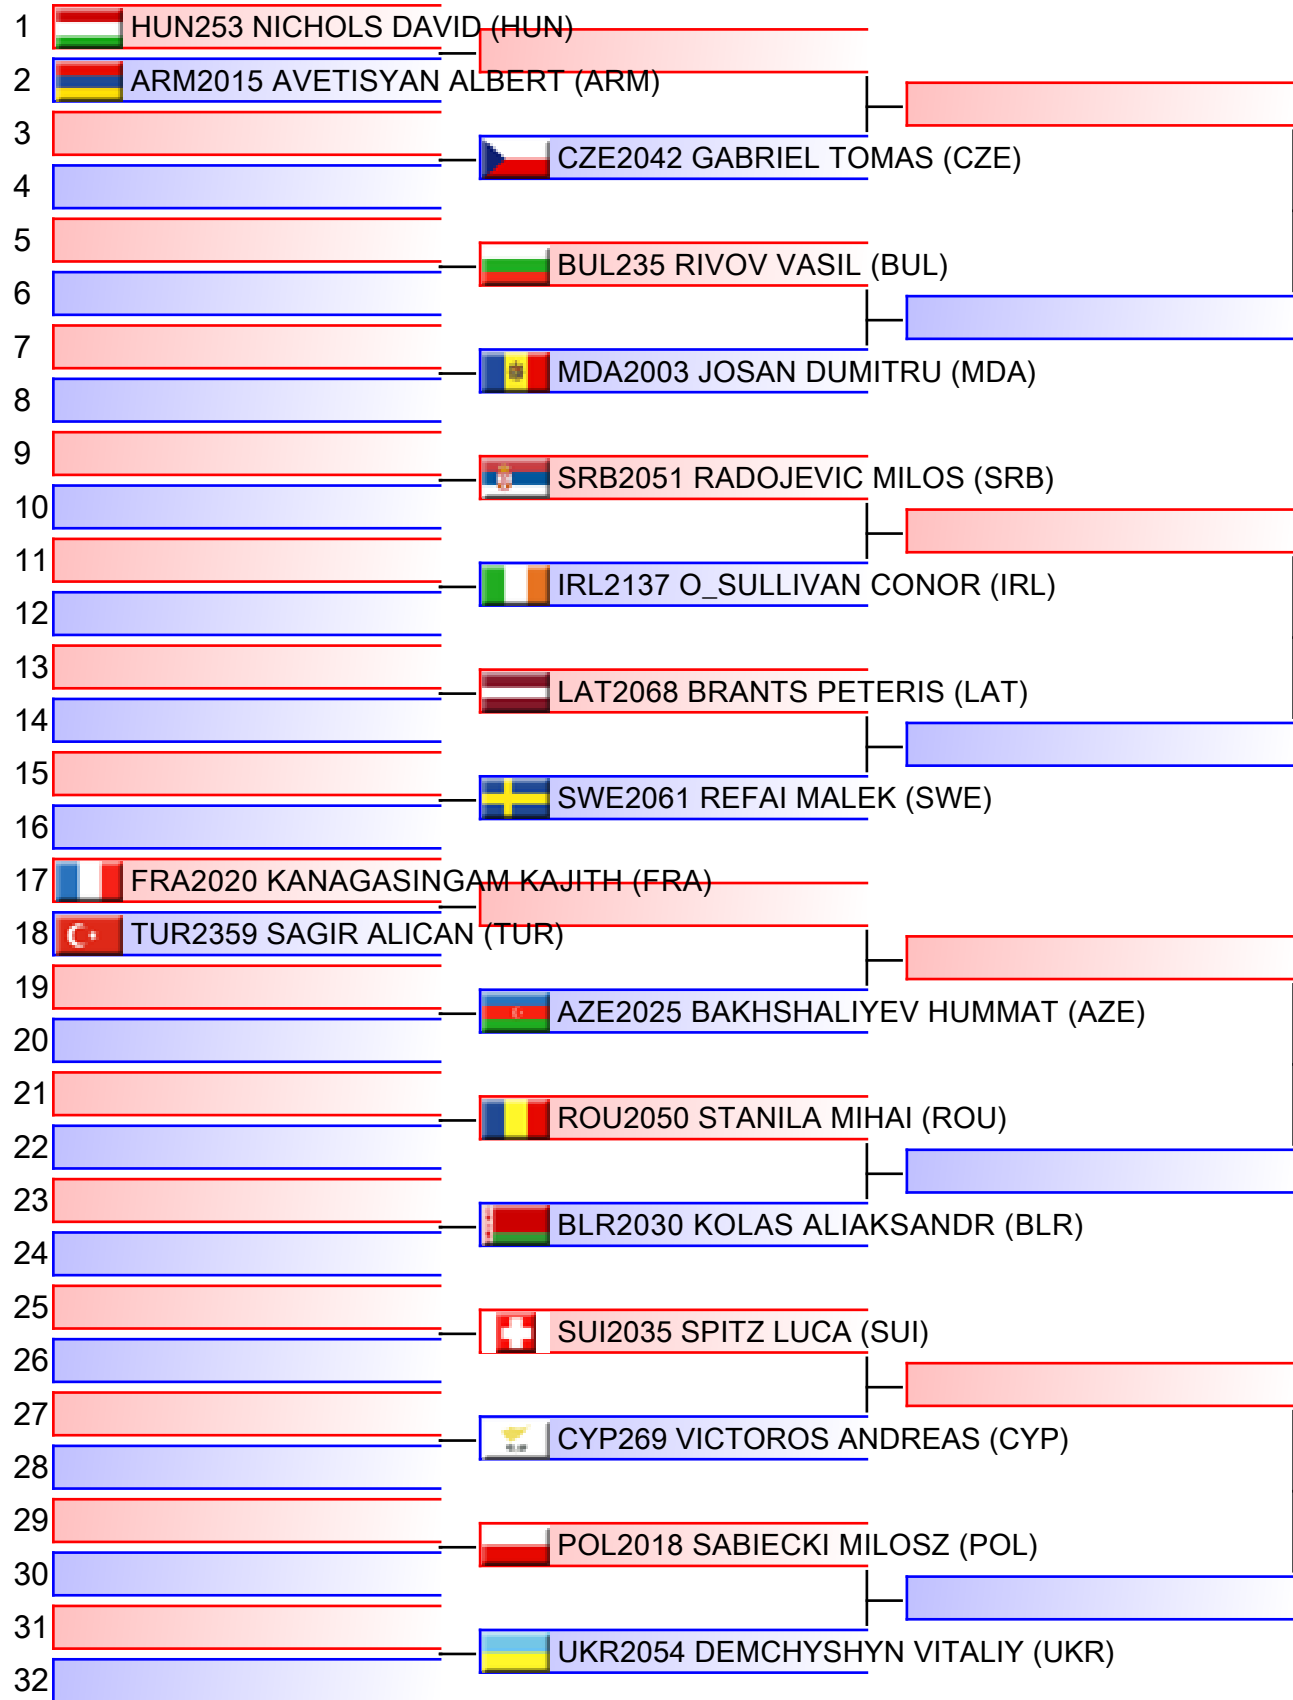 1 HUN253 NICHOLS DAVID (HUN)
2 ARM2015 AVETISYAN ALBERT (ARM)
3
CZE2042 GABRIEL TOMAS (CZE)
4
5
BUL235 RIVOV VASIL (BUL)
6
7
MDA2003 JOSAN DUMITRU (MDA)
8
9
SRB2051 RADOJEVIC MILOS (SRB)
10
11
IRL2137 O_SULLIVAN CONOR (IRL)
12
13
LAT2068 BRANTS PETERIS (LAT)
14
15
SWE2061 REFAI MALEK (SWE)
16
17 FRA2020 KANAGASINGAM KAJITH (FRA)
18 TUR2359 SAGIR ALICAN (TUR)
19
AZE2025 BAKHSHALIYEV HUMMAT (AZE)
20
21
ROU2050 STANILA MIHAI (ROU)
22
23
BLR2030 KOLAS ALIAKSANDR (BLR)
24
25
SUI2035 SPITZ LUCA (SUI)
26
27
CYP269 VICTOROS ANDREAS (CYP)
28
29
POL2018 SABIECKI MILOSZ (POL)
30
31
UKR2054 DEMCHYSHYN VITALIY (UKR)
32